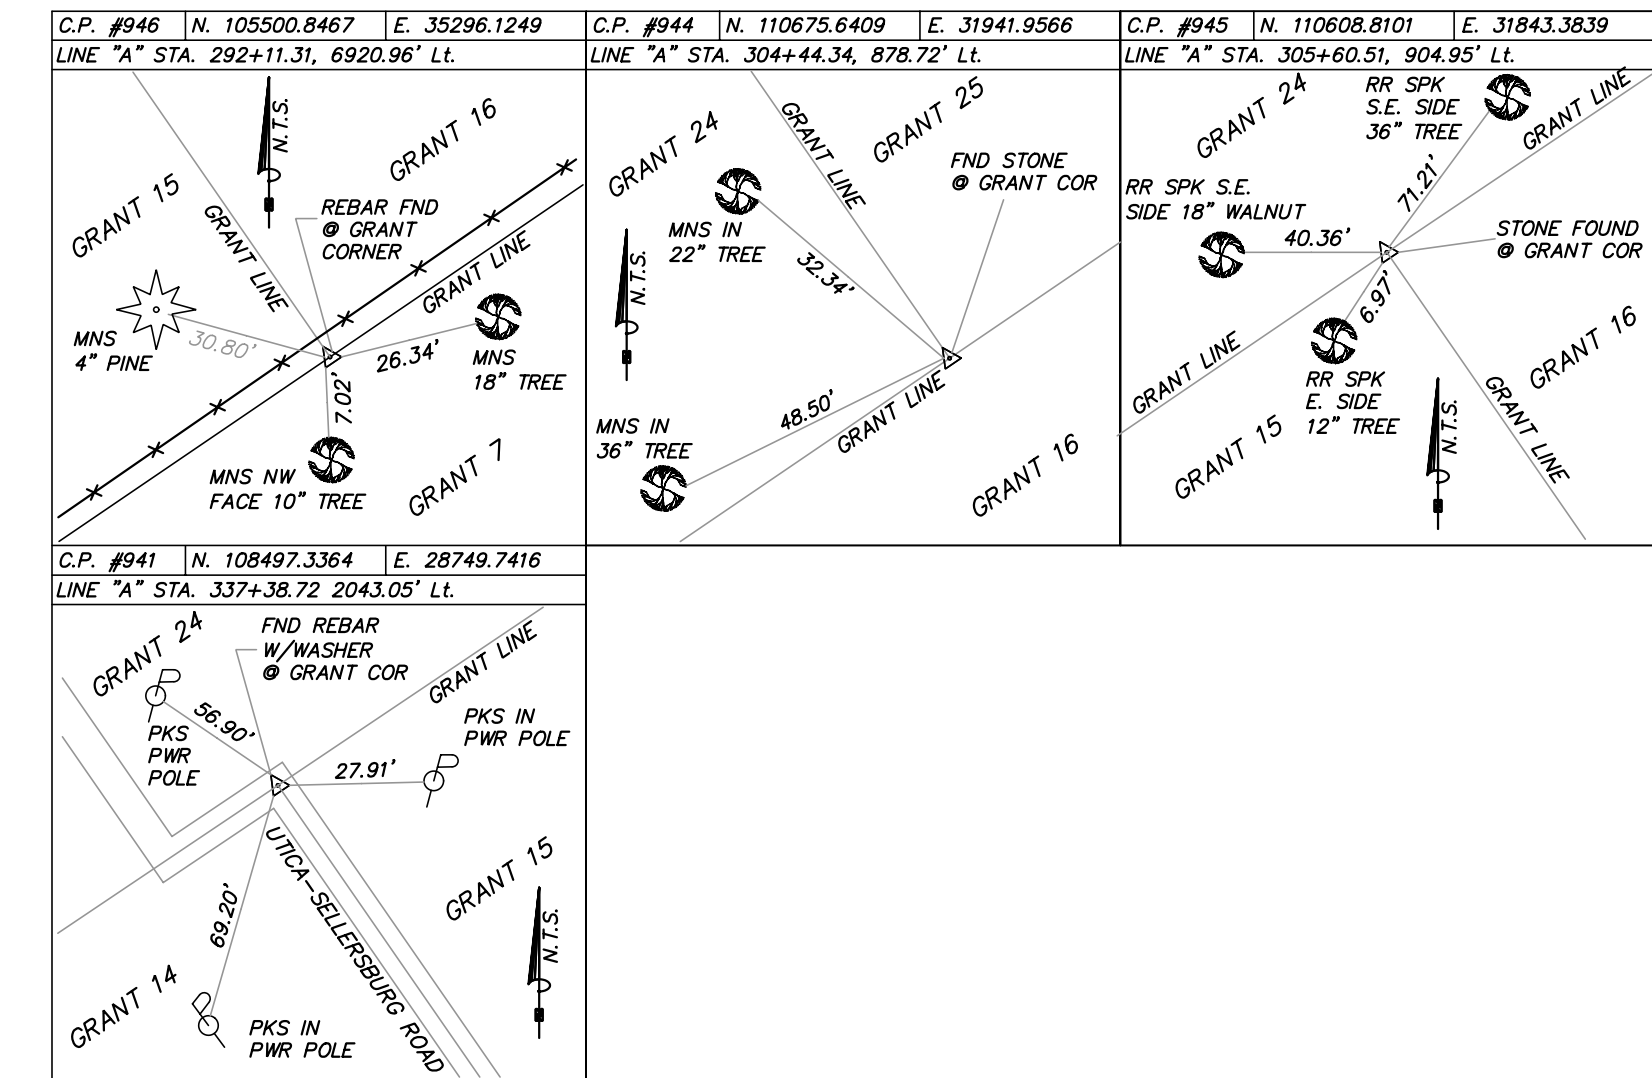 C.P. #946 N. 105500.8467 E. 35296.1249
LINE "A" STA. 292+11.31, 6920.96' Lt.
N.T.S.
GRANT 16
GRANT 15
GRANT LINE
REBAR FND
@ GRANT
CORNER
GRANT LINE
MNS
4" PINE
30.80'
26.34'
MNS
18" TREE
7.02'
MNS NW
FACE 10" TREE
GRANT 7
C.P. #944 N. 110675.6409 E. 31941.9566
LINE "A" STA. 304+44.34, 878.72' Lt.
GRANT 24
GRANT LINE
GRANT 25
FND STONE
@ GRANT COR
MNS IN
22" TREE
N.T.S.
32.34'
48.50'
GRANT LINE
MNS IN
36" TREE
GRANT 16
C.P. #945 N. 110608.8101 E. 31843.3839
LINE "A" STA. 305+60.51, 904.95' Lt.
GRANT 24
RR SPK
S.E. SIDE
36" TREE
GRANT LINE
RR SPK S.E.
SIDE 18" WALNUT
71.21'
40.36'
STONE FOUND
@ GRANT COR
6.97'
GRANT LINE
RR SPK
E. SIDE
12" TREE
GRANT 16
GRANT LINE
GRANT 15
N.T.S.
C.P. #941 N. 108497.3364 E. 28749.7416
LINE "A" STA. 337+38.72 2043.05' Lt.
GRANT 24
FND REBAR
W/WASHER
@ GRANT COR
GRANT LINE
56.90'
PKS
PWR
POLE
PKS IN
PWR POLE
27.91'
UTICA-SELLERSBURG ROAD
GRANT 15
69.20'
N.T.S.
GRANT 14
PKS IN
PWR POLE